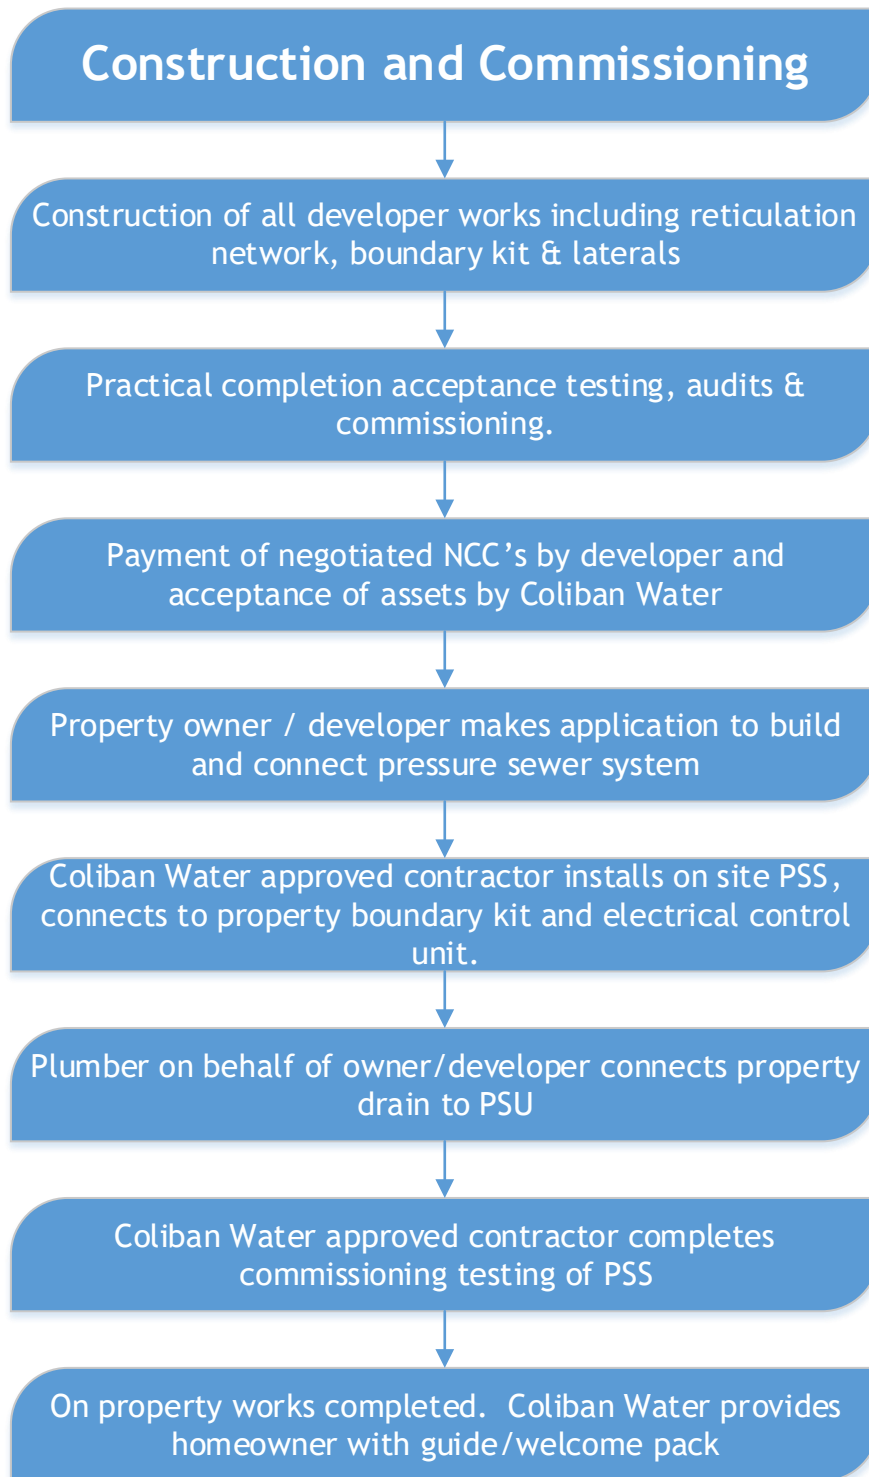 Construction and Commissioning
Construction of all developer works including reticulation
network, boundary kit & laterals
Practical completion acceptance testing, audits &
commissioning.
Payment of negotiated NCC’s by developer and
acceptance of assets by Coliban Water
Property owner / developer makes application to build
and connect pressure sewer system
Coliban Water approved contractor installs on site PSS,
connects to property boundary kit and electrical control
unit.
Plumber on behalf of owner/developer connects property
drain to PSU
Coliban Water approved contractor completes
commissioning testing of PSS
On property works completed.  Coliban Water provides
homeowner with guide/welcome pack